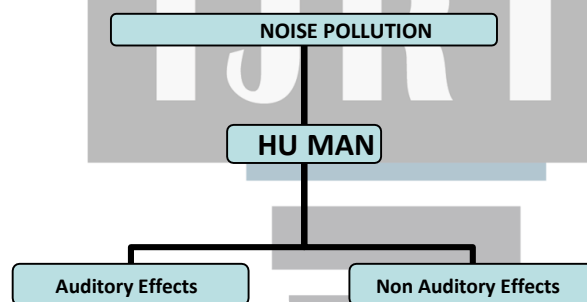 NOISE POLLUTION
HU MAN
Auditory Effects
Non Auditory Effects